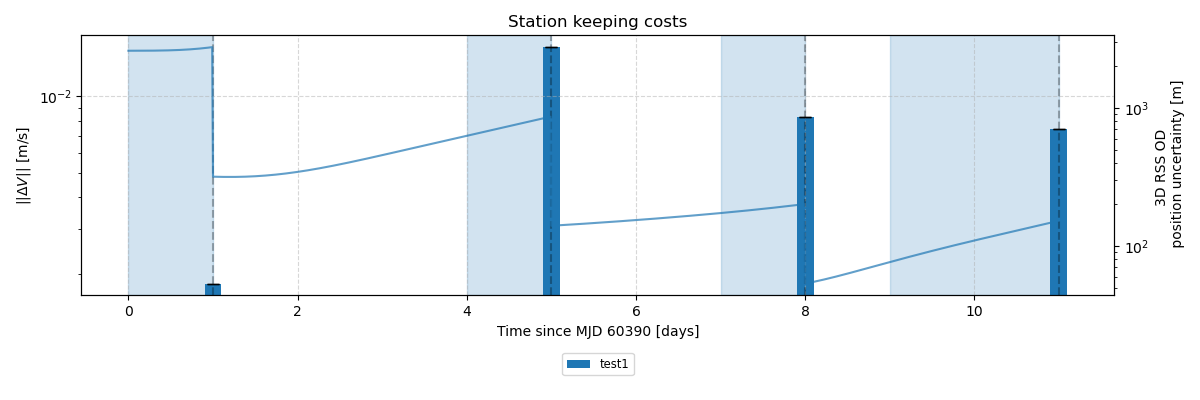 Station keeping costs
10⁻²
||ΔV|| [m/s]
10³
10²
3D RSS OD
position uncertainty [m]
0 2 4 6 8 10
Time since MJD 60390 [days]
test1